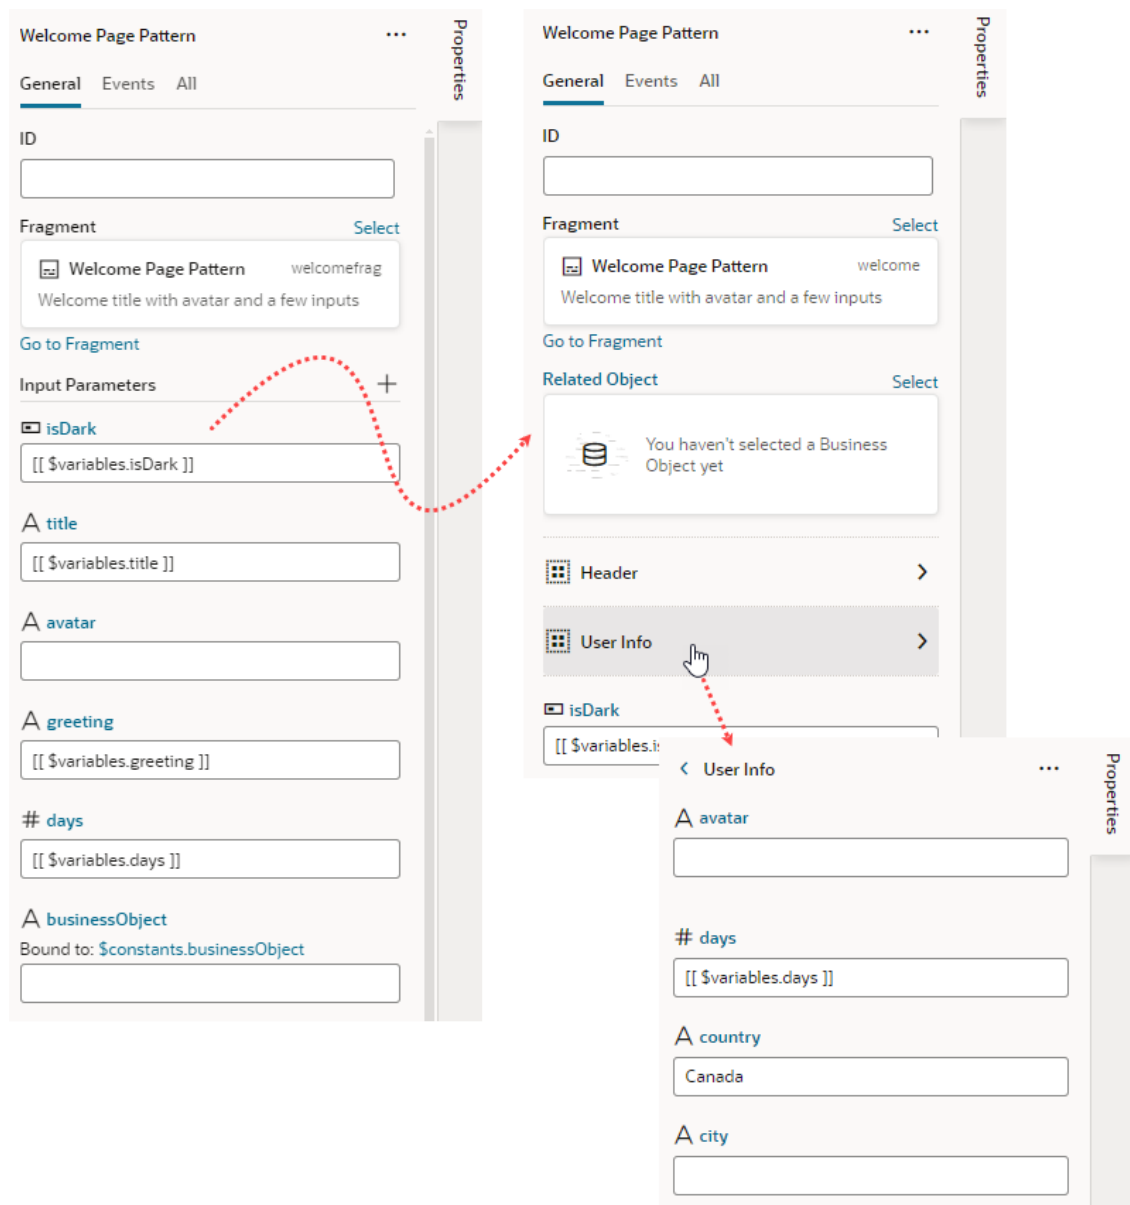 Welcome Page Pattern
Properties
General Events All
ID
Fragment Select
Welcome Page Pattern welcomefrag
Welcome title with avatar and a few inputs
Go to Fragment
Input Parameters
isDark
[[ $variables.isDark ]]
title
[[ $variables.title ]]
avatar
greeting
[[ $variables.greeting ]]
days
[[ $variables.days ]]
businessObject
Bound to: $constants.businessObject
Welcome Page Pattern
Properties
General Events All
ID
Fragment Select
Welcome Page Pattern welcome
Welcome title with avatar and a few inputs
Go to Fragment
Related Object Select
You haven't selected a Business
Object yet
Header
User Info
isDark
[[ $variables.is
User Info
Properties
avatar
days
[[ $variables.days ]]
country
Canada
city